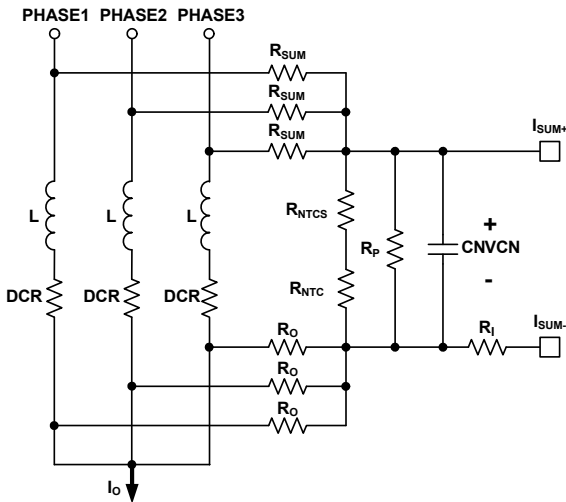 PHASE1 PHASE2 PHASE3
RSUM
RSUM
RSUM
ISUM+
L L L
RNTCS
RP
CNVCN
+
-
DCR DCR DCR
RNTC
RO
RI
ISUM-
RO
RO
IO